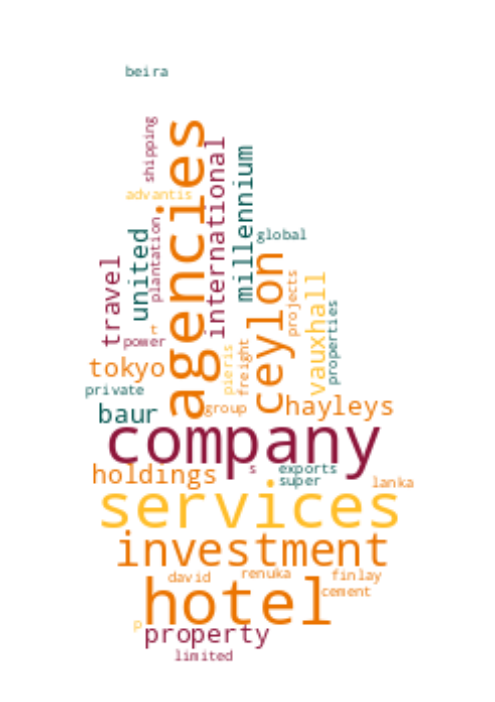 beira
shipping
agencies
international
millennium
advantis
plantation
united
global
travel
ceylon
projects
vauxhall
properties
t
power
pieris
freight
tokyo
private
baur
group
hayleys
company
holdings
s
exports
super
lanka
services
investment
david
renuka
finlay
hotel
cement
p
property
limited